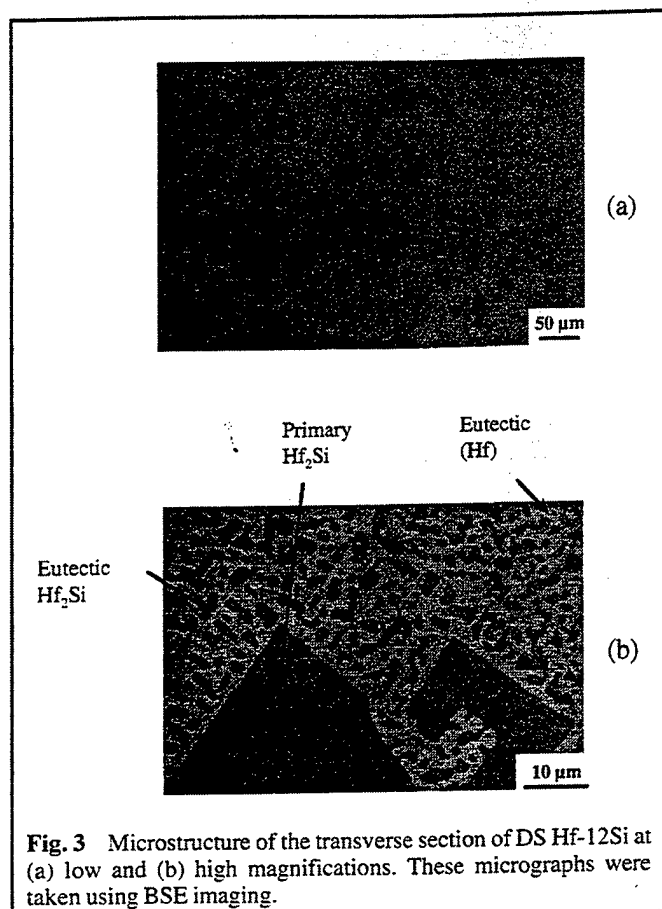 (a)
50 µm
Primary
Hf₂Si
Eutectic
(Hf)
Eutectic
Hf₂Si
(b)
10 µm
Fig. 3 Microstructure of the transverse section of DS Hf-12Si at
(a) low and (b) high magnifications. These micrographs were
taken using BSE imaging.